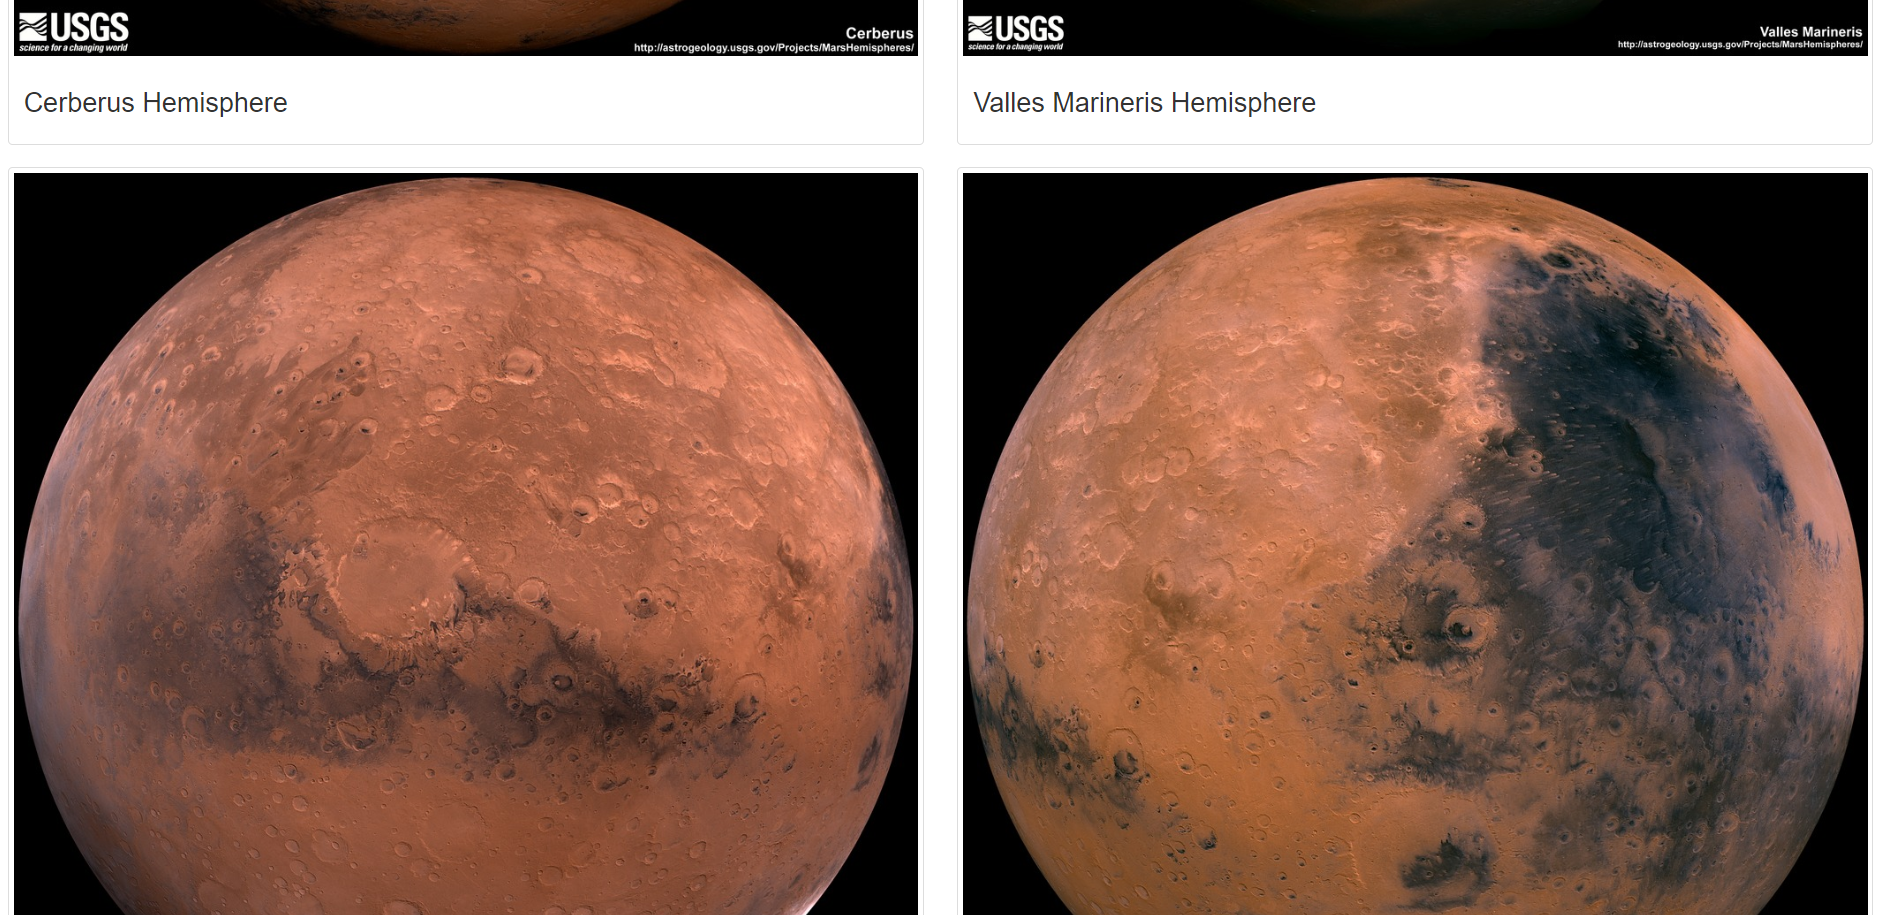 USGS
science for a changing world
Cerberus
http://astrogeology.usgs.gov/Projects/MarsHemispheres/
USGS
science for a changing world
Valles Marineris
http://astrogeology.usgs.gov/Projects/MarsHemispheres/
Cerberus Hemisphere
Valles Marineris Hemisphere